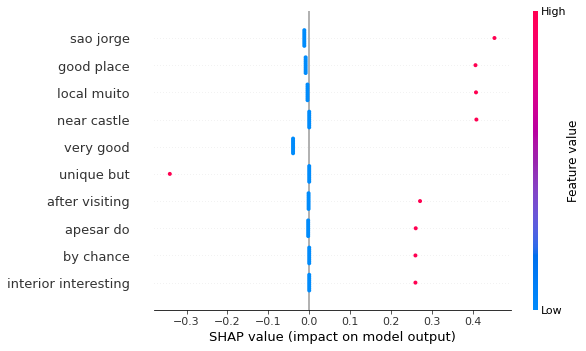 High
sao jorge
good place
local muito
near castle
very good
unique but
after visiting
apesar do
by chance
interior interesting
Feature value
Low
−0.3 −0.2 −0.1 0.0 0.1 0.2 0.3 0.4
SHAP value (impact on model output)